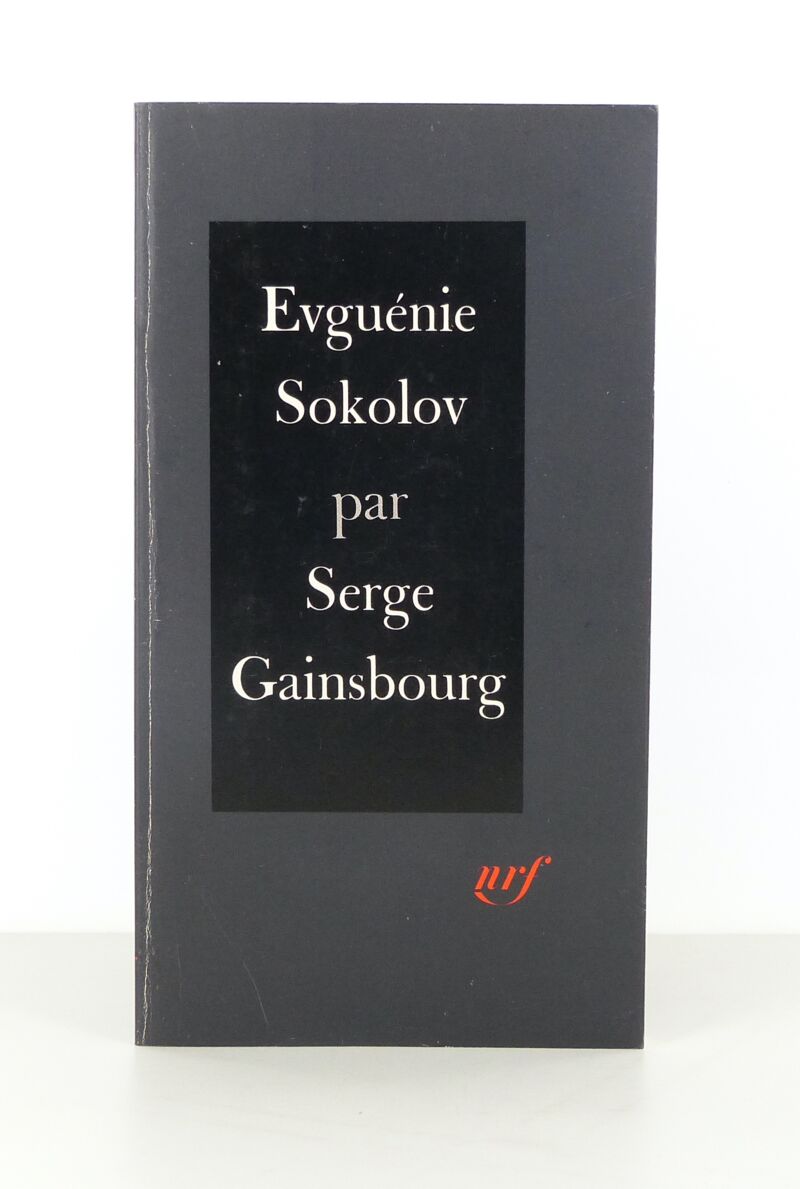 Evguénie
Sokolov
par
Serge
Gainsbourg
nrf